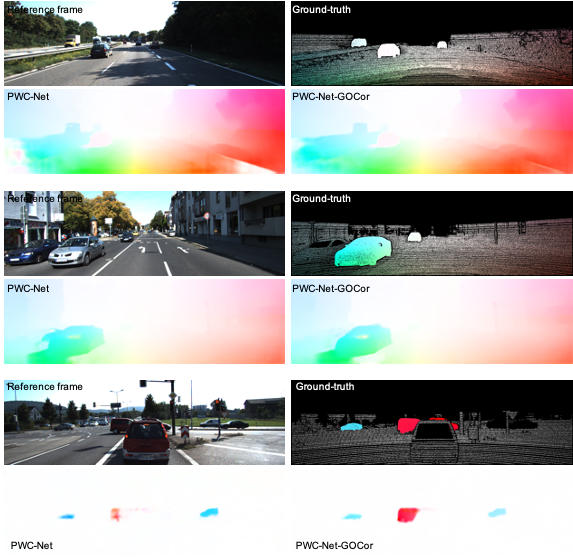 Reference frame
Ground-truth
PWC-Net
PWC-Net-GOCor
Reference frame
Ground-truth
PWC-Net
PWC-Net-GOCor
Reference frame
Ground-truth
PWC-Net
PWC-Net-GOCor